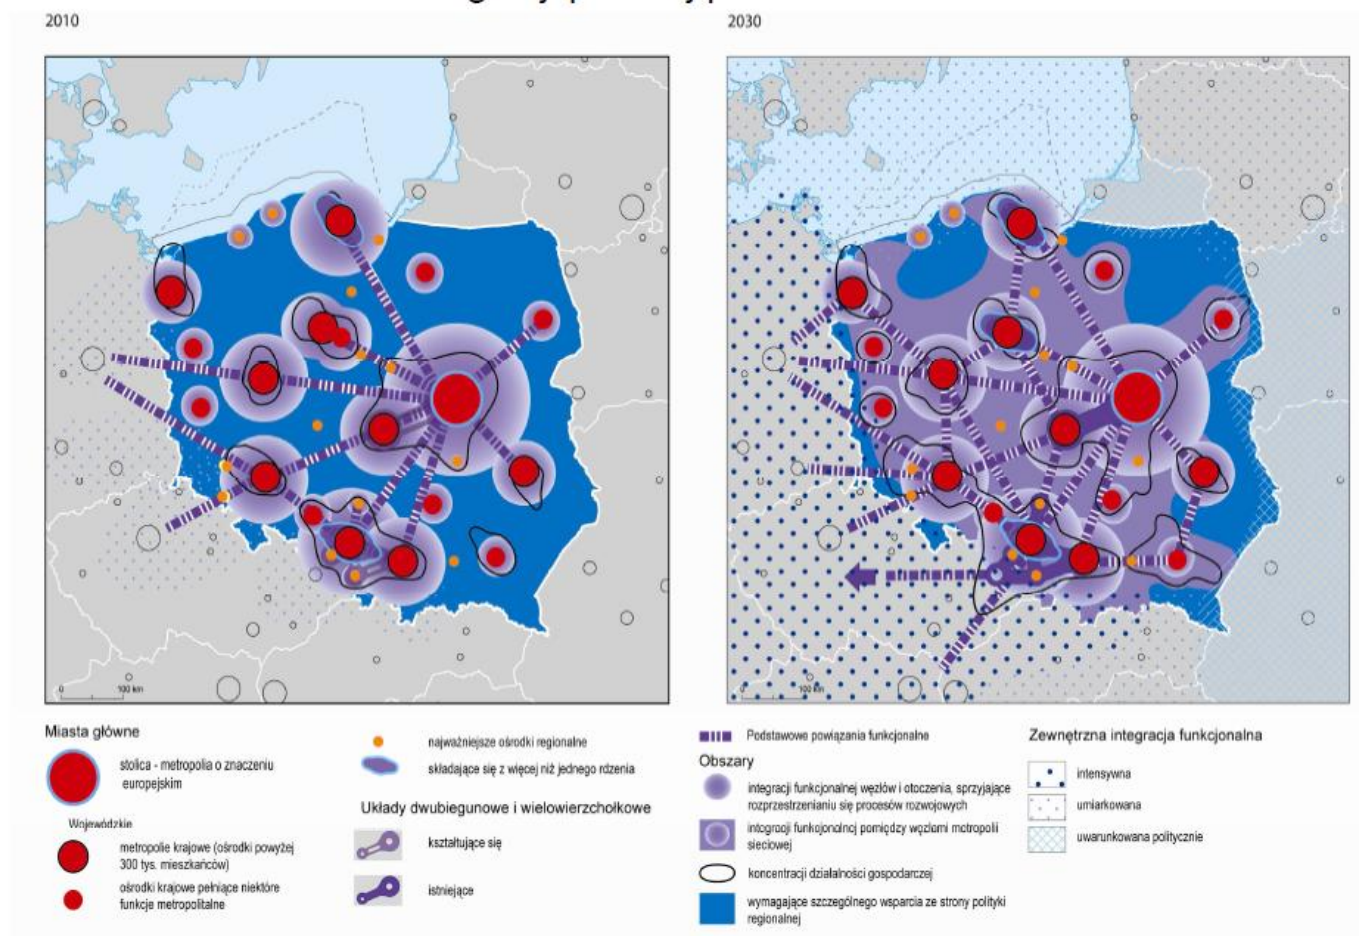 2010
2030
0 100 km
0 100 km
Miasta główne
stolica - metropolia o znaczeniu
europejskim
Wojewódzkie
metropolie krajowe (ośrodki powyżej
300 tys. mieszkańców)
ośrodki krajowe pełniące niektóre
funkcje metropolitalne
najważniejsze ośrodki regionalne
składające się z więcej niż jednego rdzenia
Układy dwubiegunowe i wielowierzchołkowe
kształtujące się
istniejące
Podstawowe powiązania funkcjonalne
Obszary
integracji funkcjonalnej węzłów i otoczenia, sprzyjające
rozprzestrzenianiu się procesów rozwojowych
integracji funkcjonalnej pomiędzy węzłami metropolii
sieciowej
koncentracji działalności gospodarczej
wymagające szczególnego wsparcia ze strony polityki
regionalnej
Zewnętrzna integracja funkcjonalna
intensywna
umiarkowana
uwarunkowana politycznie